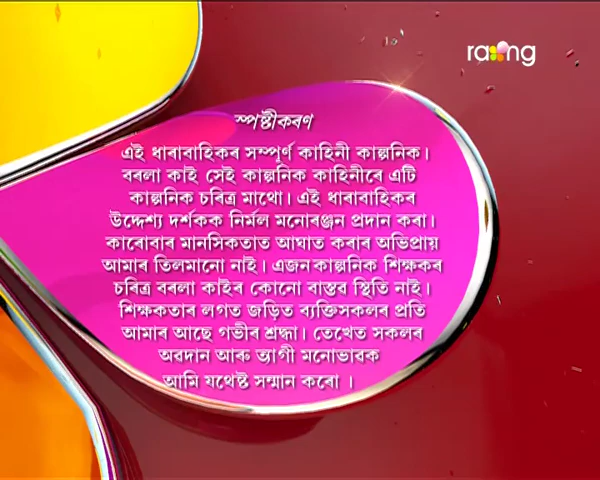 rang
স্পষ্টীকৰণ
এই ধাৰাবাহিকৰ সম্পূৰ্ণ কাহিনী কাল্পনিক।
বৰলা কাই সেই কাল্পনিক কাহিনীৰে এটি
কাল্পনিক চৰিত্ৰ মাথো। এই ধাৰাবাহিকৰ
উদ্দেশ্য দৰ্শকক নিৰ্মল মনোৰঞ্জন প্ৰদান কৰা।
কাৰোবাৰ মানসিকতাত আঘাত কৰাৰ অভিপ্ৰায়
আমাৰ তিলমানো নাই। এজন কাল্পনিক শিক্ষকৰ
চৰিত্ৰ বৰলা কাইৰ কোনো বাস্তৱ স্থিতি নাই।
শিক্ষকতাৰ লগত জড়িত ব্যক্তিসকলৰ প্ৰতি
আমাৰ আছে গভীৰ শ্ৰদ্ধা। তেখেত সকলৰ
অৱদান আৰু ত্যাগী মনোভাবক
আমি যথেষ্ট সন্মান কৰো ।